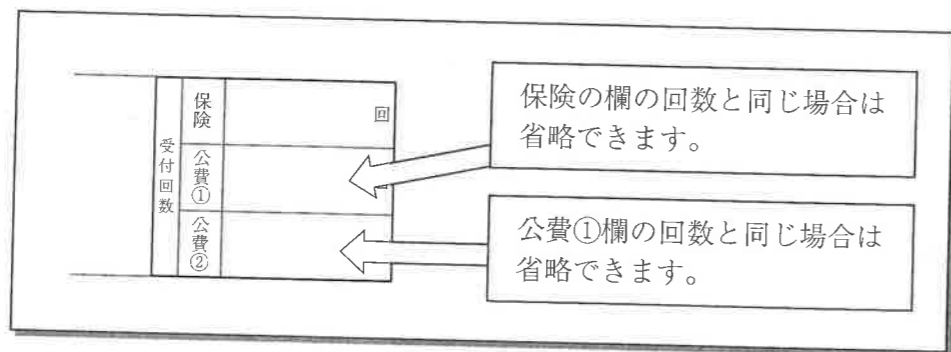 受付回数
保険
回
公費①
公費②
保険の欄の回数と同じ場合は
省略できます。
公費①欄の回数と同じ場合は
省略できます。